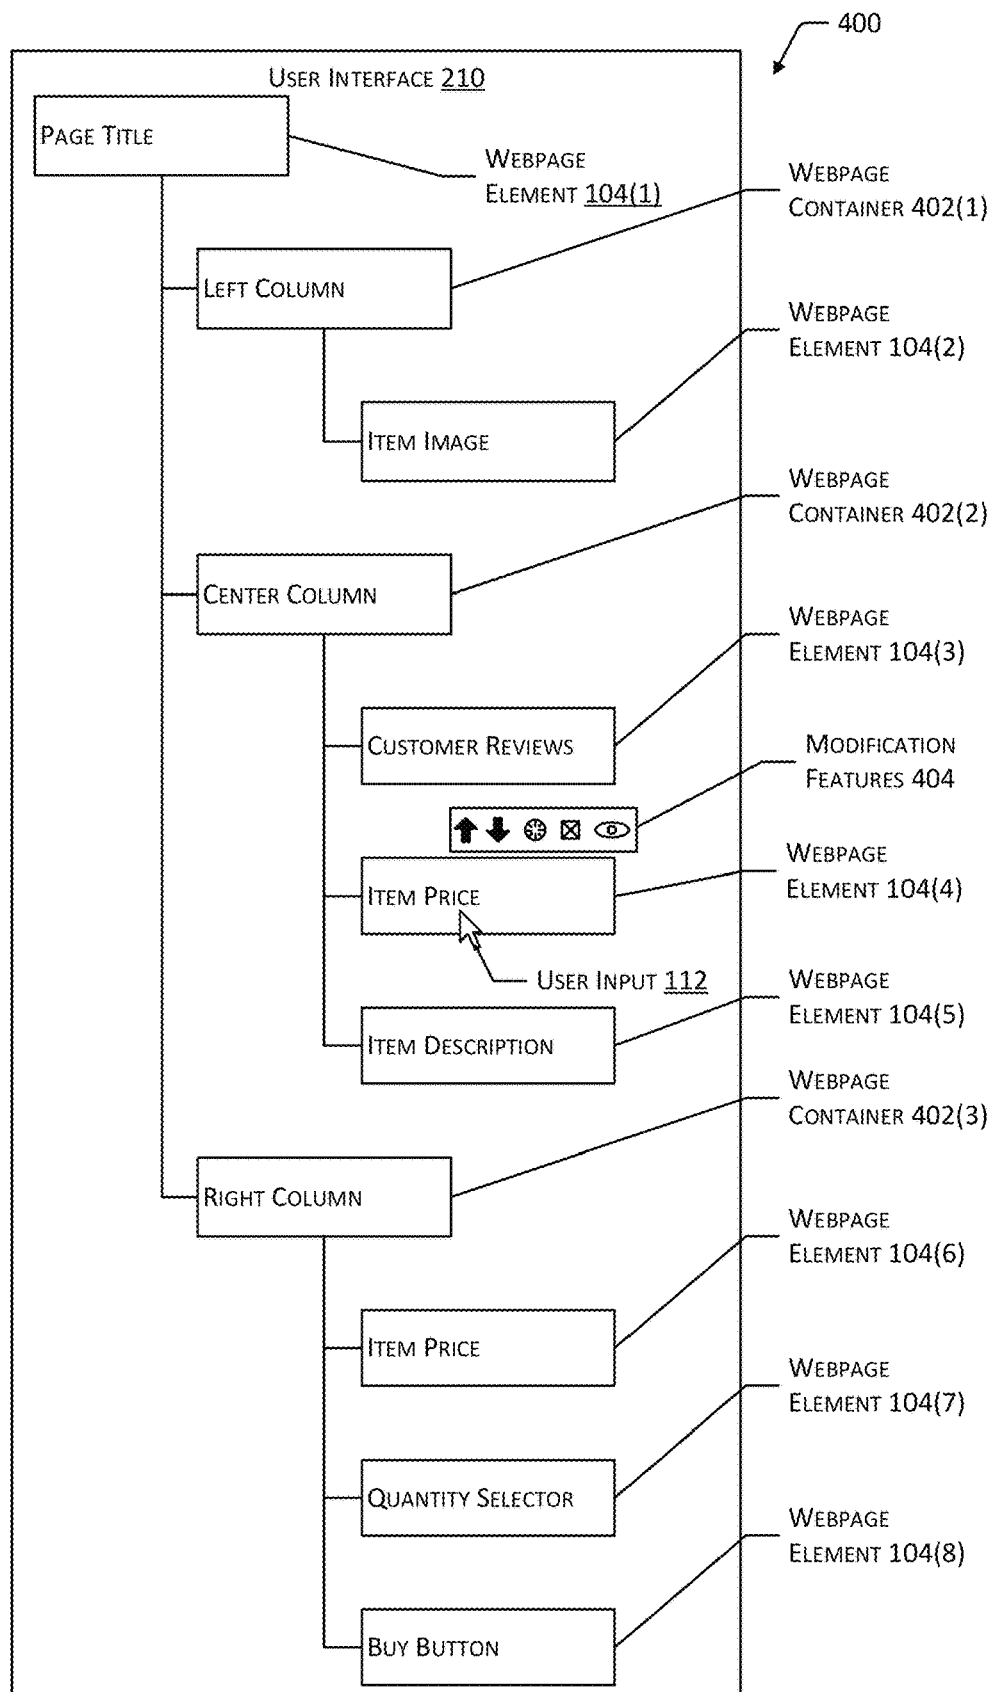 400
User Interface 210
Page Title
Webpage
Element 104(1)
Webpage
Container 402(1)
Left Column
Webpage
Element 104(2)
Item Image
Webpage
Container 402(2)
Center Column
Webpage
Element 104(3)
Customer Reviews
Modification
Features 404
Webpage
Element 104(4)
Item Price
User Input 112
Webpage
Element 104(5)
Item Description
Webpage
Container 402(3)
Right Column
Webpage
Element 104(6)
Item Price
Webpage
Element 104(7)
Quantity Selector
Webpage
Element 104(8)
Buy Button